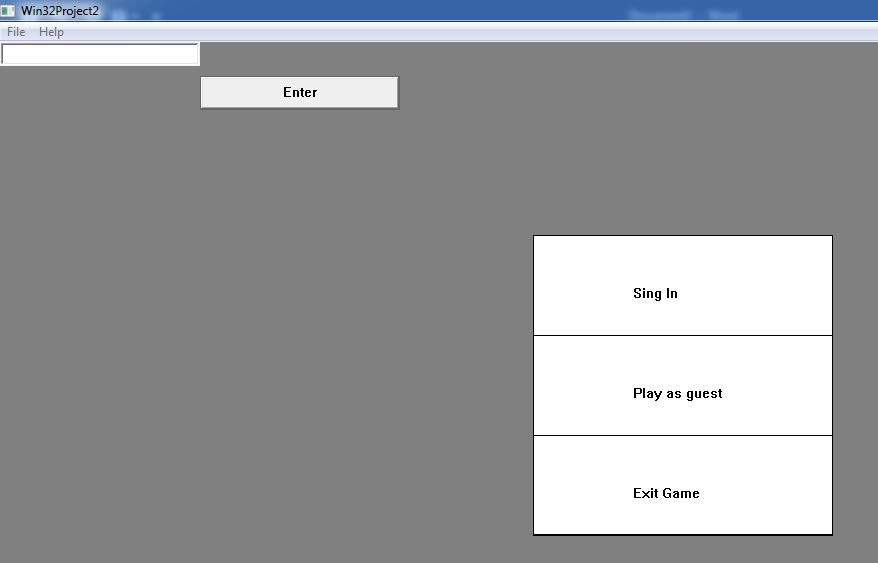 Win32Project2
File Help
Enter
Sing In
Play as guest
Exit Game